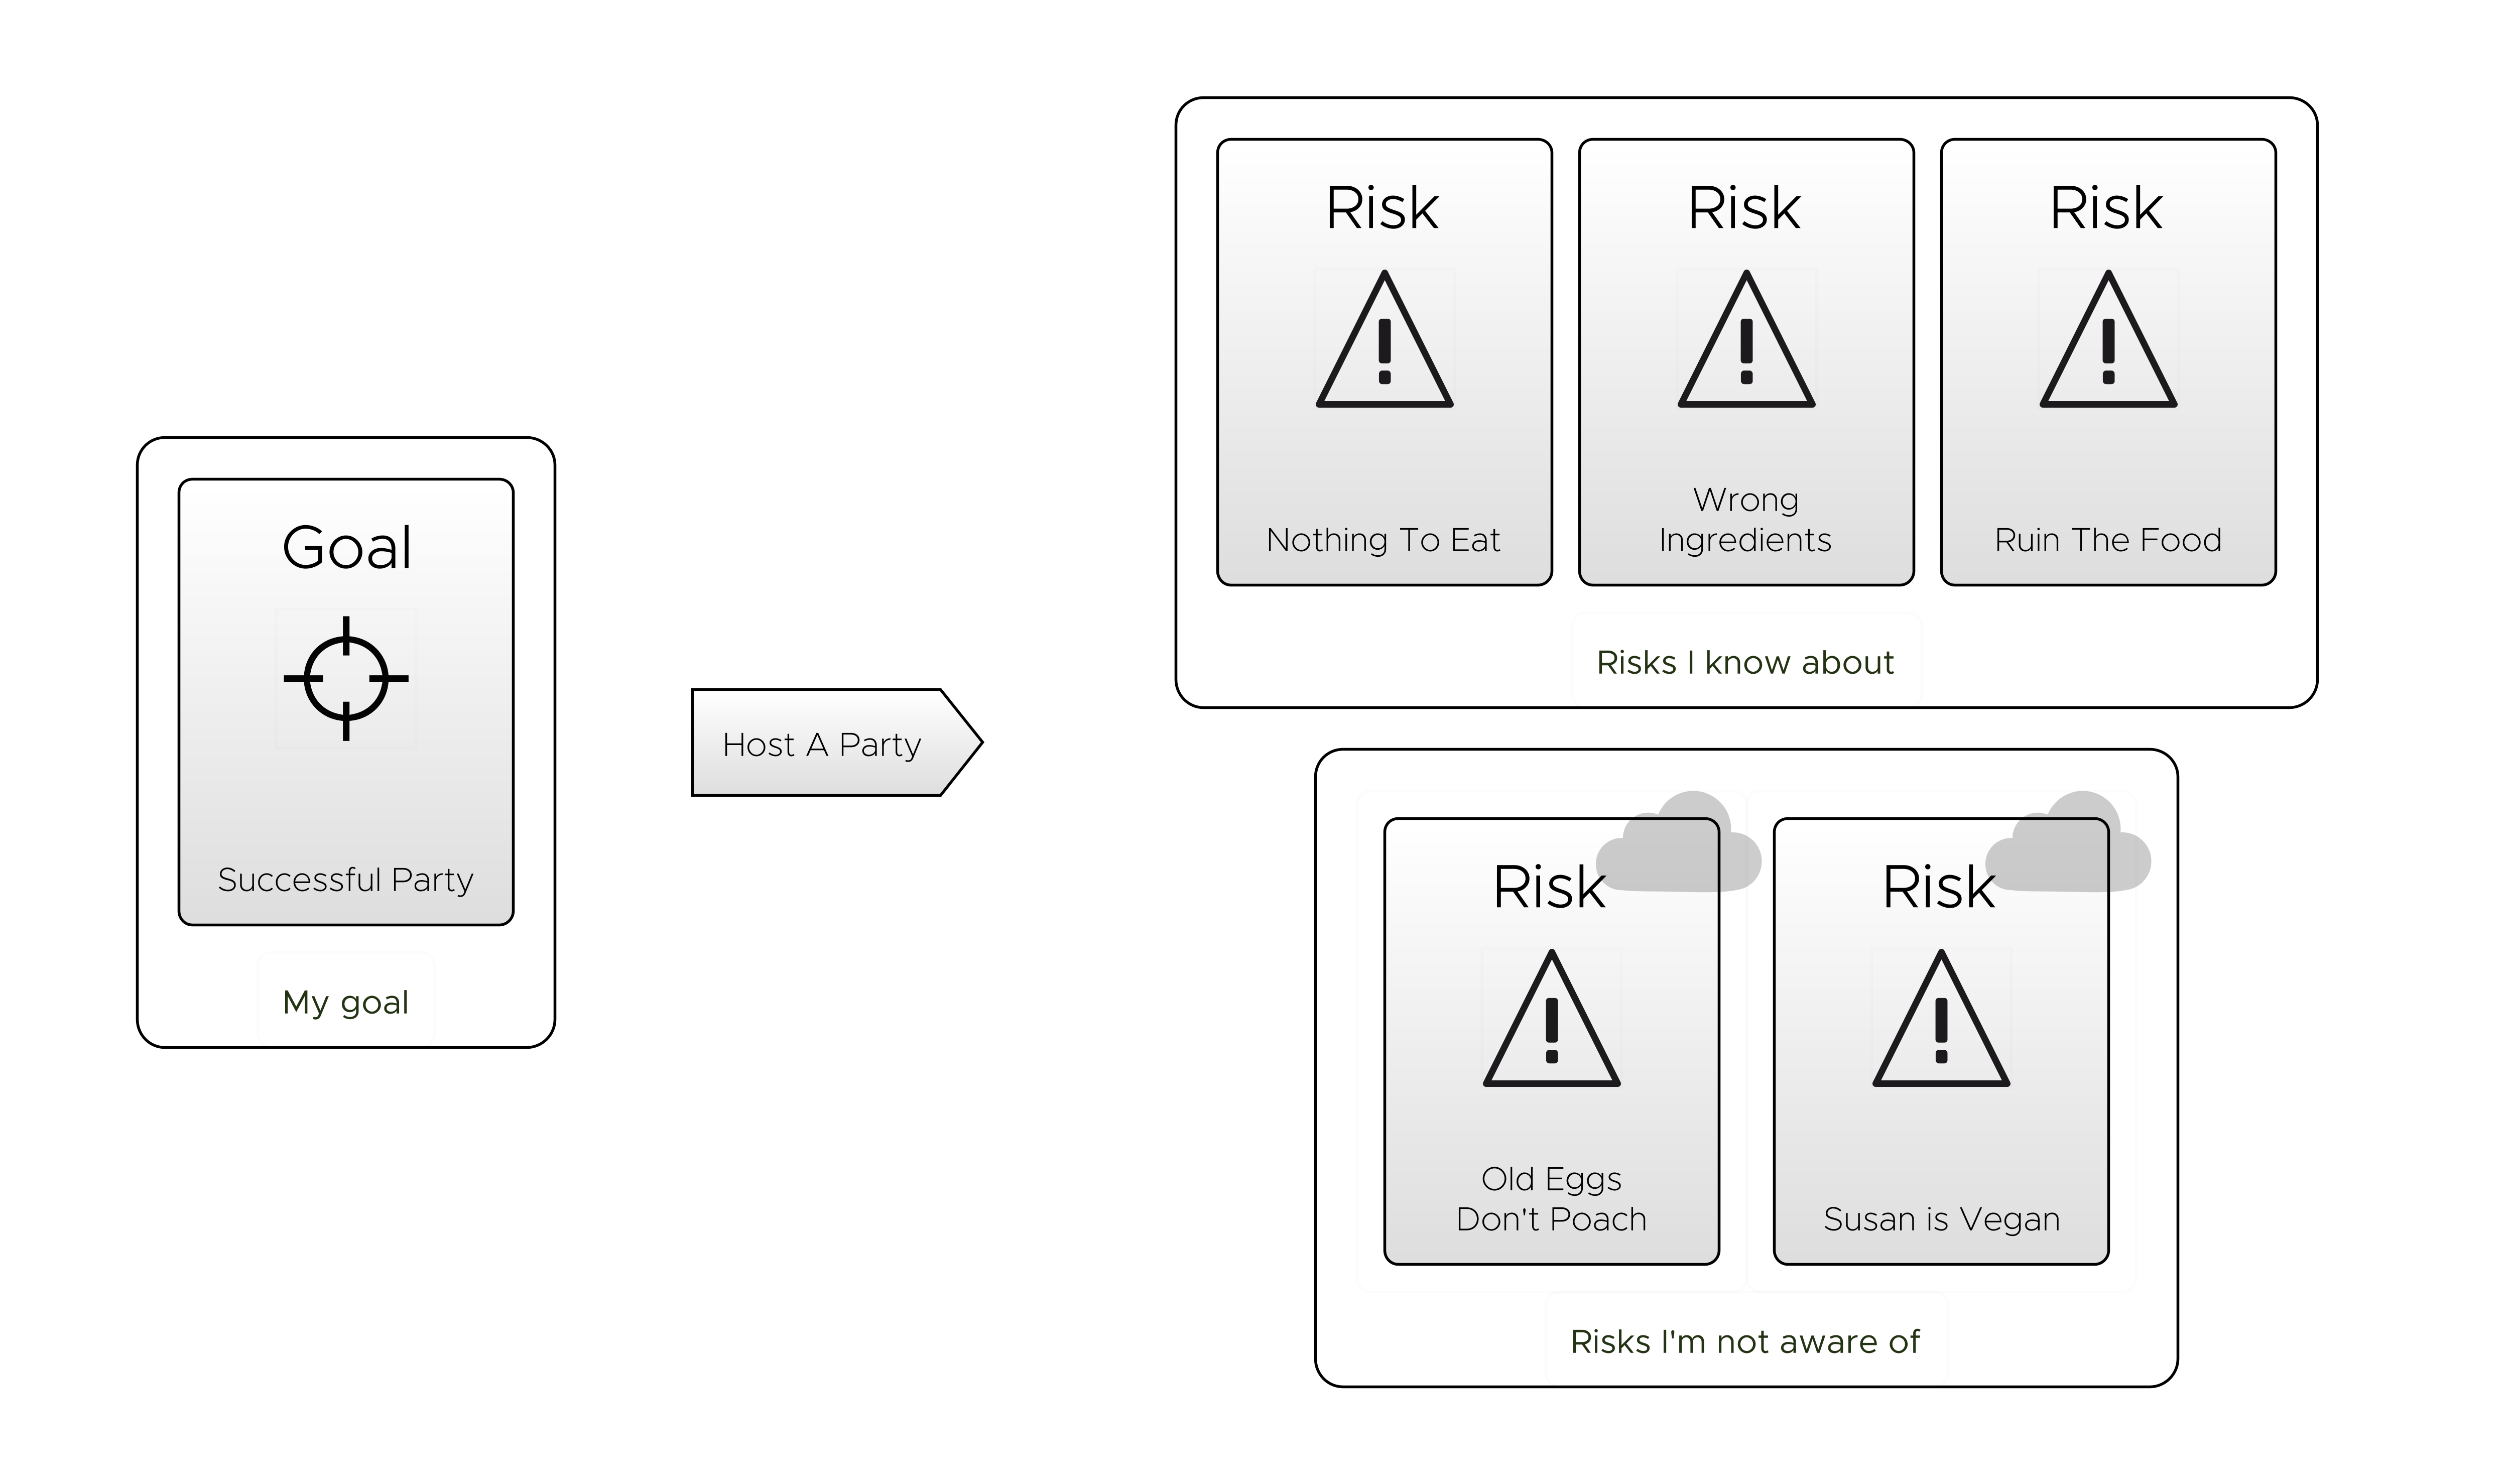 Goal
Successful Party
My goal
Host A Party
Risk
Nothing To Eat
Risk
Wrong
Ingredients
Risk
Ruin The Food
Risks I know about
Risk
Old Eggs
Don't Poach
Risk
Susan is Vegan
Risks I'm not aware of